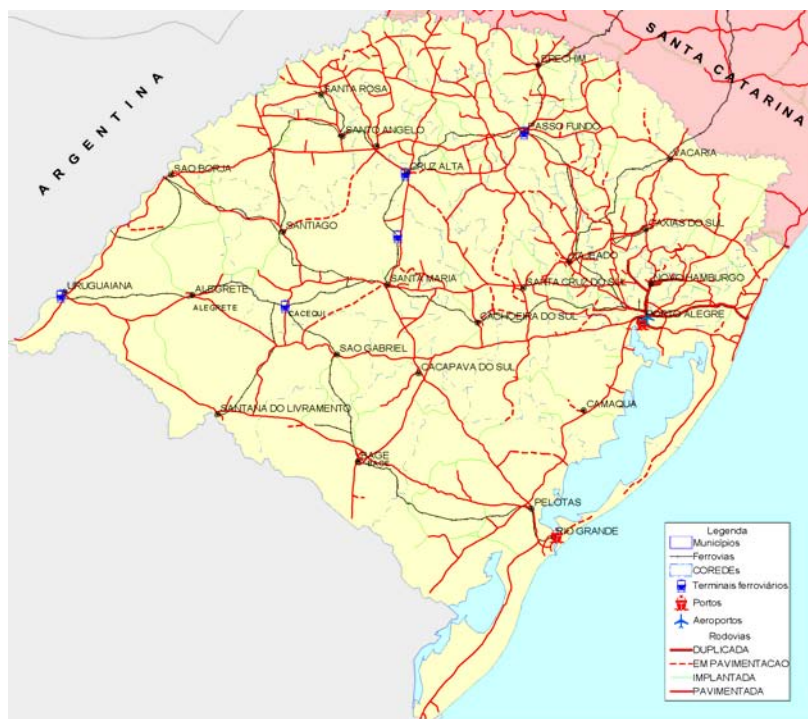 SANTA CATARINA
ARGENTINA
ERECHIM
SANTA ROSA
SANTO ANGELO
PASSO FUNDO
VACARIA
CRUZ ALTA
SAO BORJA
CAXIAS DO SUL
SANTIAGO
LAJEADO
SANTA MARIA
SANTA CRUZ DO SUL
NOVO HAMBURGO
URUGUAIANA
ALEGRETE
ALEGRETE
CACEQUI
CACHOEIRA DO SUL
PORTO ALEGRE
SAO GABRIEL
CACAPAVA DO SUL
CAMAQUA
SANTANA DO LIVRAMENTO
BAGE
BAGE
PELOTAS
RIO GRANDE
Legenda
Municípios
Ferrovias
COREDEs
Terminais ferroviários
Portos
Aeroportos
Rodovias
DUPLICADA
EM PAVIMENTACAO
IMPLANTADA
PAVIMENTADA